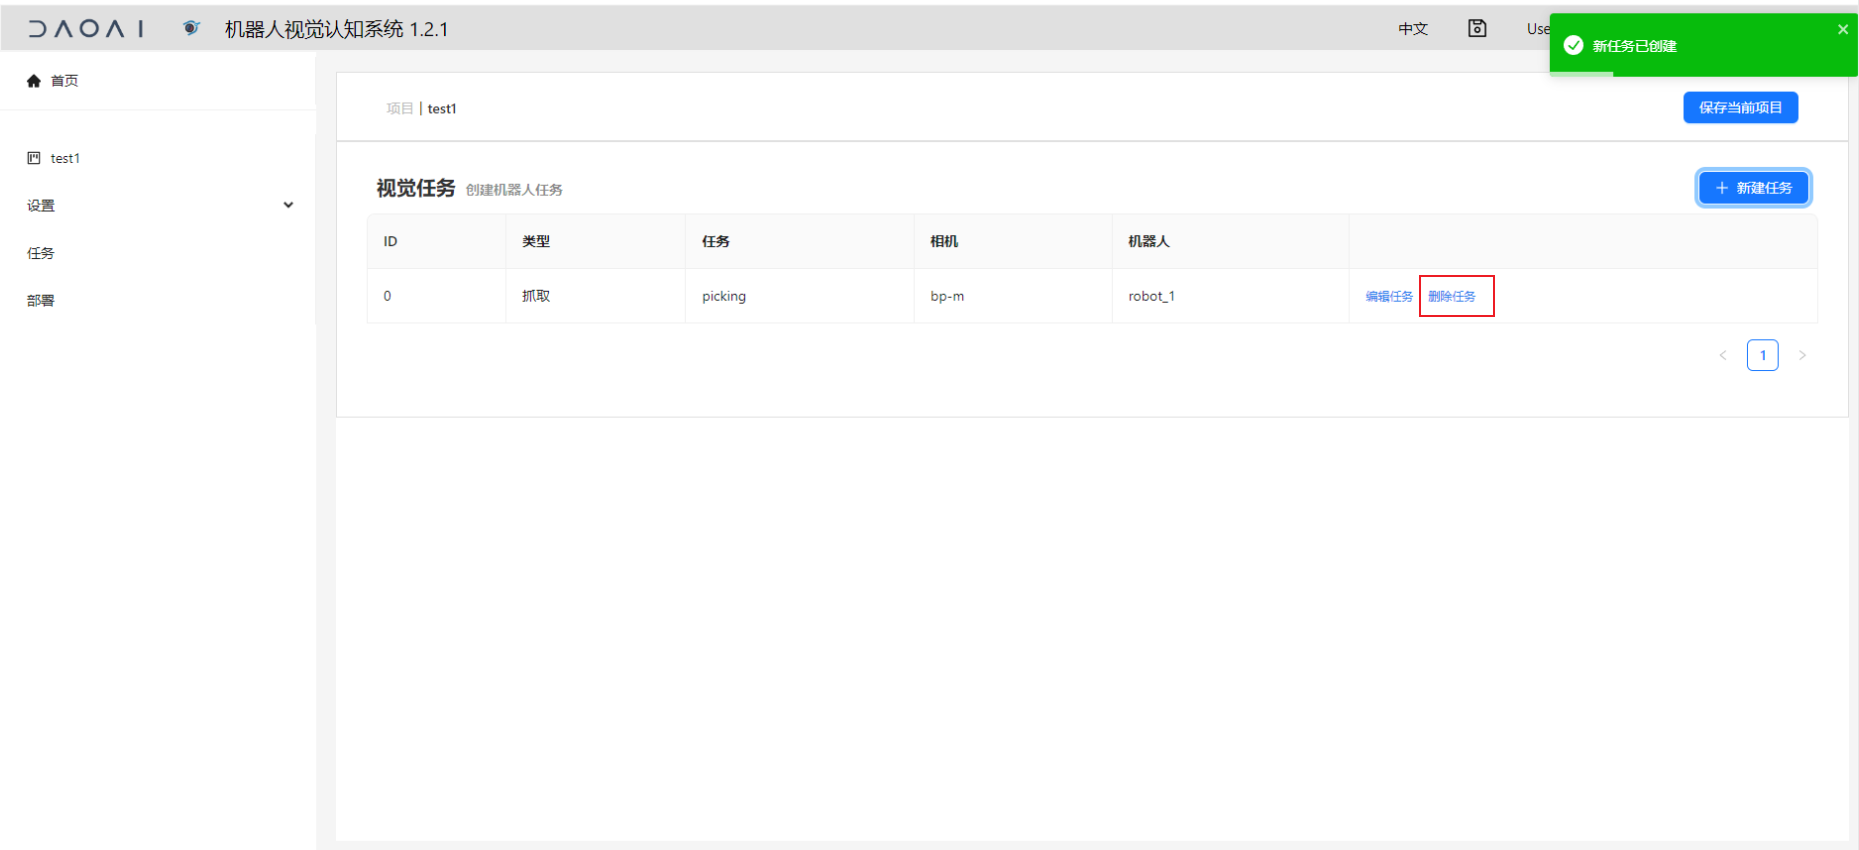 DAOAI 机器人视觉认知系统 1.2.1 中文 Use
新任务已创建
首页
项目 | test1 保存当前项目
test1
视觉任务 创建机器人任务 + 新建任务
设置
ID 类型 任务 相机 机器人
任务
0 抓取 picking bp-m robot_1 编辑任务 删除任务
部署
< 1 >